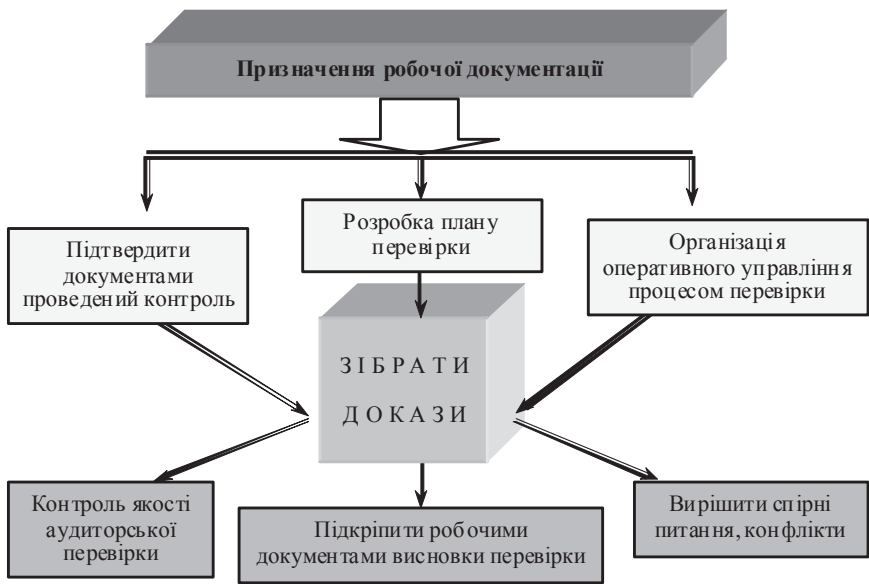 Призначення робочої документації
Підтвердити
документами
проведений контроль
Розробка плану
перевірки
Організація
оперативного управління
процесом перевірки
ЗІБРАТИ
ДОКАЗИ
Контроль якості
аудиторської
перевірки
Підкріпити робочими
документами висновки перевірки
Вирішити спірні
питання, конфлікти